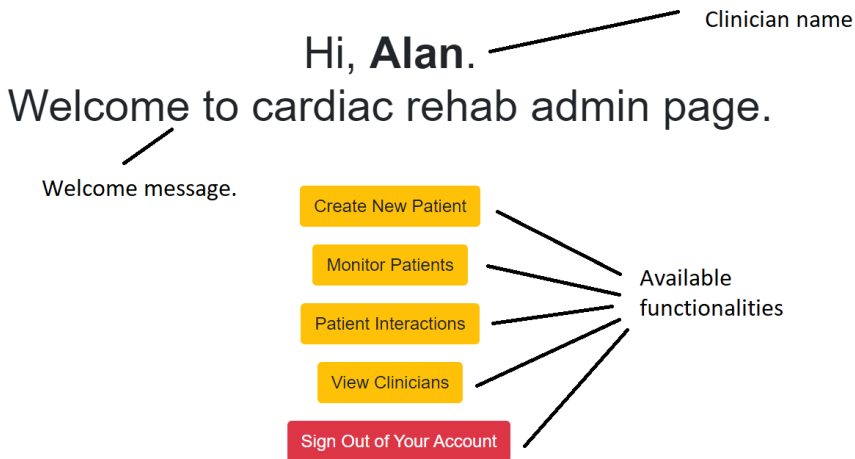 Clinician name
Hi, Alan.
Welcome to cardiac rehab admin page.
Welcome message.
Create New Patient
Monitor Patients
Patient Interactions
View Clinicians
Sign Out of Your Account
Available
functionalities